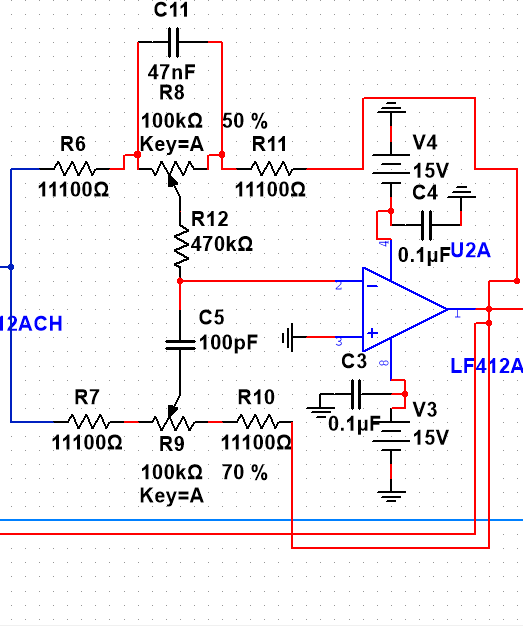 C11
47nF
R8
100kΩ 50 %
Key=A
R6
11100Ω
R11
11100Ω
V4
15V
C4
0.1µF
R12
470kΩ
4
U2A
2
1
3
8
12ACH
C5
100pF
LF412A
C3
0.1µF
V3
15V
R7
11100Ω
R10
11100Ω
R9
100kΩ 70 %
Key=A